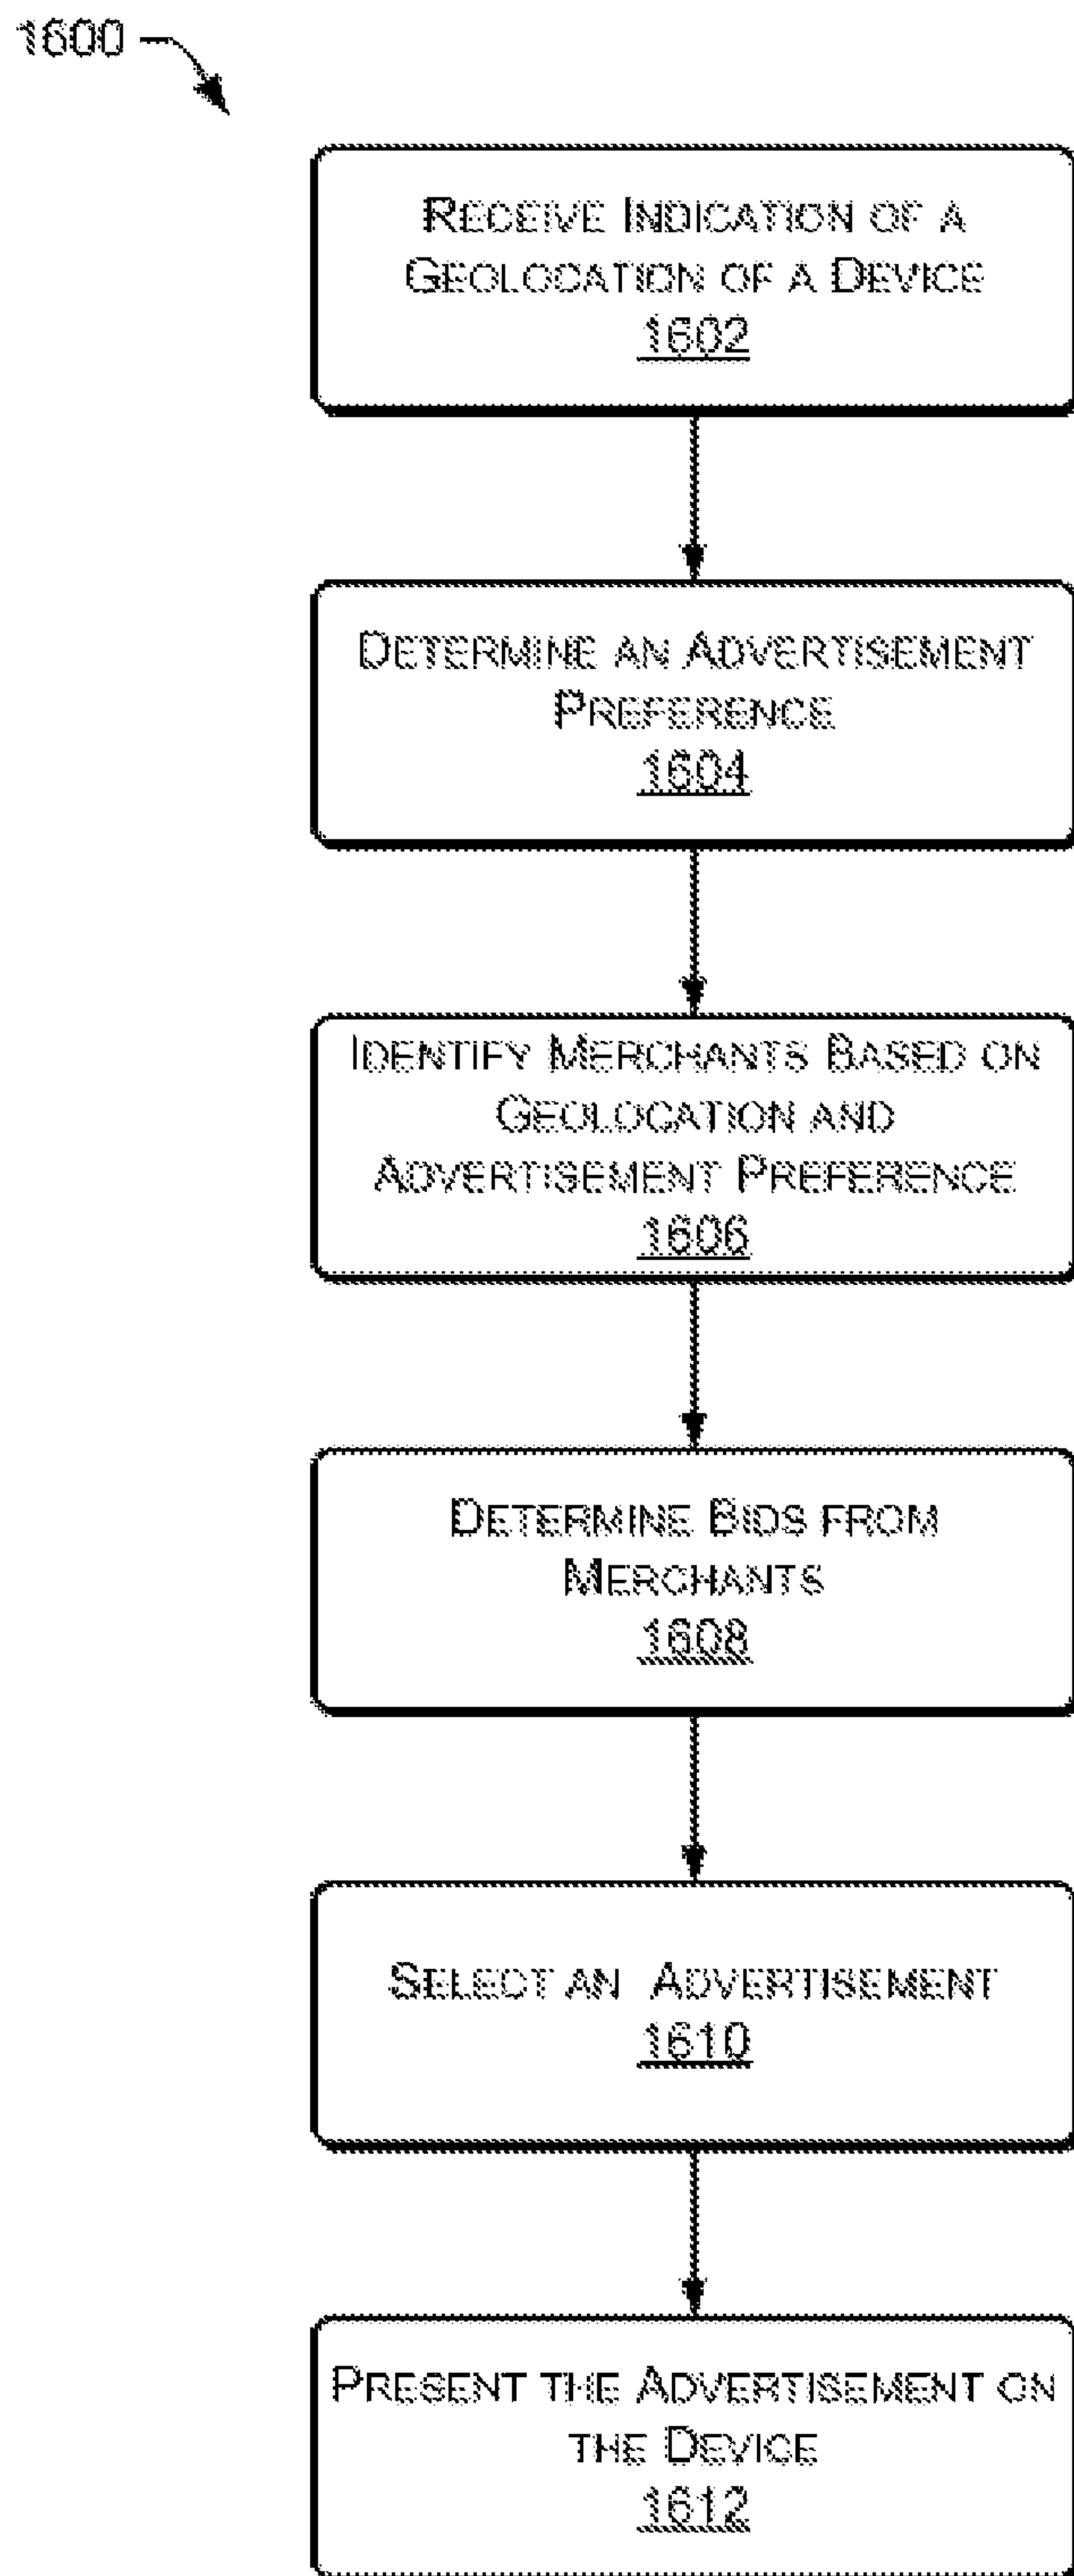 1600
RECEIVE INDICATION OF A
GEOLOCATION OF A DEVICE
1602
DETERMINE AN ADVERTISEMENT
PREFERENCE
1604
IDENTIFY MERCHANTS BASED ON
GEOLOCATION AND
ADVERTISEMENT PREFERENCE
1606
DETERMINE BIDS FROM
MERCHANTS
1608
SELECT AN ADVERTISEMENT
1610
PRESENT THE ADVERTISEMENT ON
THE DEVICE
1612